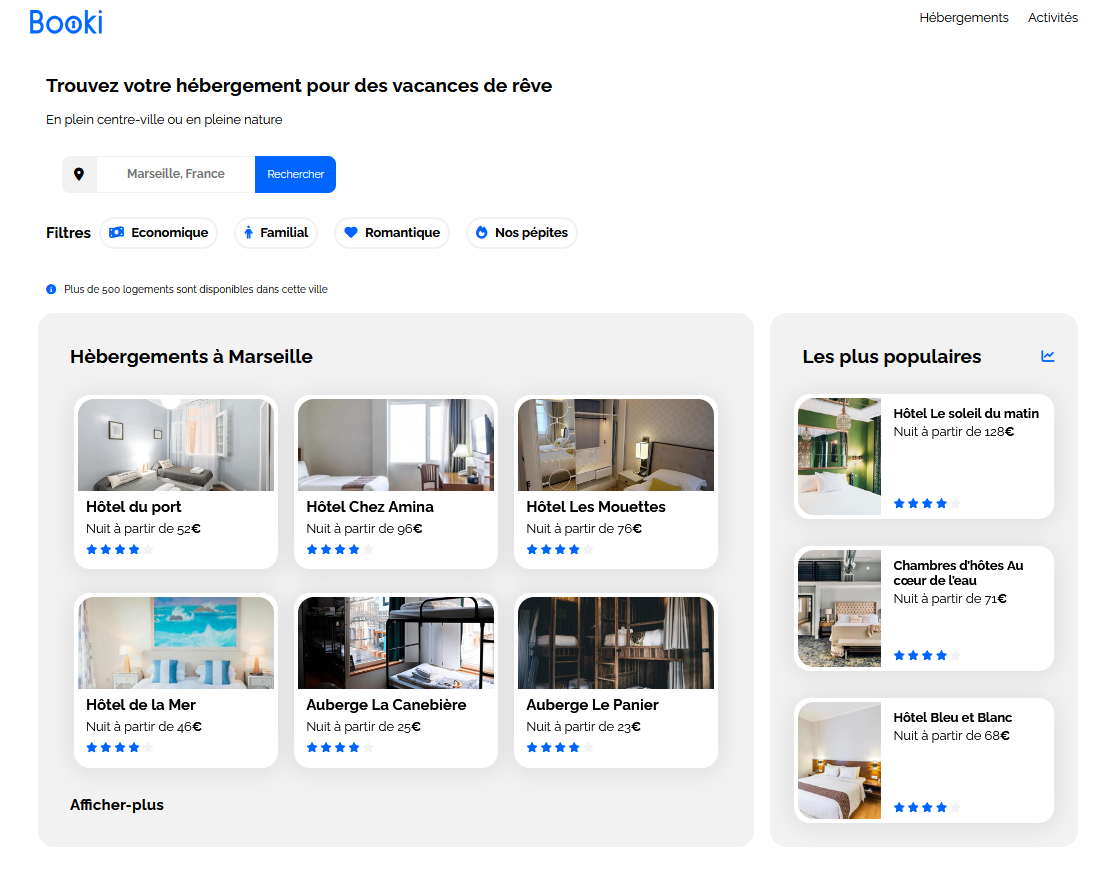 Booki
Hébergements Activités
Trouvez votre hébergement pour des vacances de rêve
En plein centre-ville ou en pleine nature
Marseille, France Rechercher
Filtres Economique Familial Romantique Nos pépites
Plus de 500 logements sont disponibles dans cette ville
Hèbergements à Marseille
Hôtel du port
Nuit à partir de 52€
Hôtel Chez Amina
Nuit à partir de 96€
Hôtel Les Mouettes
Nuit à partir de 76€
Hôtel de la Mer
Nuit à partir de 46€
Auberge La Canebière
Nuit à partir de 25€
Auberge Le Panier
Nuit à partir de 23€
Afficher-plus
Les plus populaires
Hôtel Le soleil du matin
Nuit à partir de 128€
Chambres d'hôtes Au
cœur de l'eau
Nuit à partir de 71€
Hôtel Bleu et Blanc
Nuit à partir de 68€